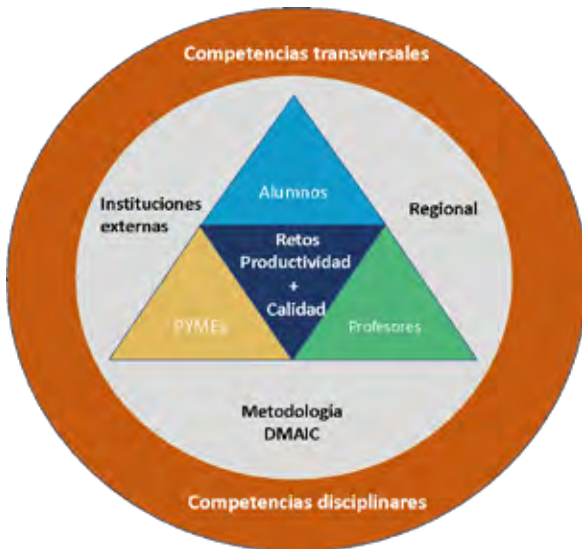 Competencias transversales
Alumnos
Instituciones
externas
Regional
Retos
Productividad
+
Calidad
PYMEs
Profesores
Metodología
DMAIC
Competencias disciplinares